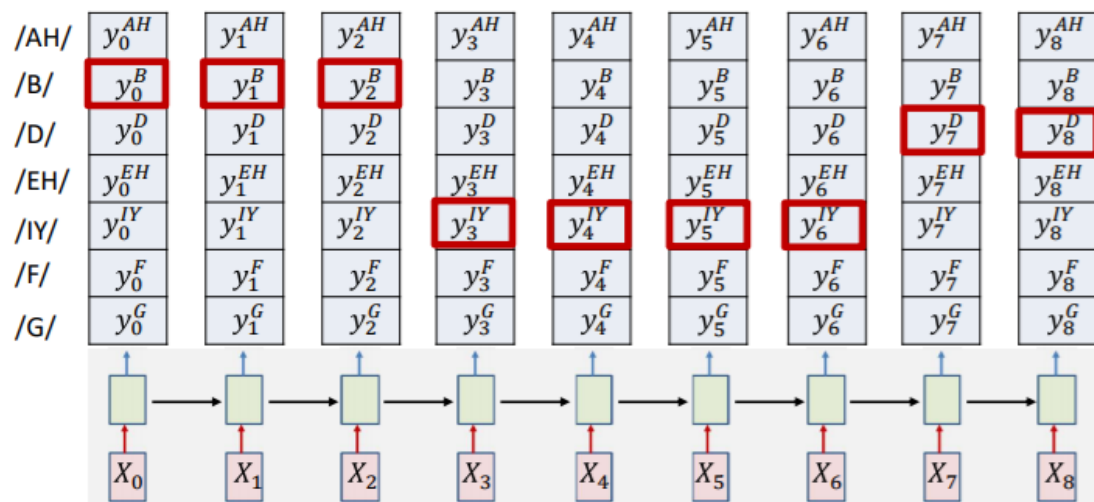 /AH/ y_0^{AH} y_1^{AH} y_2^{AH} y_3^{AH} y_4^{AH} y_5^{AH} y_6^{AH} y_7^{AH} y_8^{AH}
/B/ y_0^B y_1^B y_2^B y_3^B y_4^B y_5^B y_6^B y_7^B y_8^B
/D/ y_0^D y_1^D y_2^D y_3^D y_4^D y_5^D y_6^D y_7^D y_8^D
/EH/ y_0^{EH} y_1^{EH} y_2^{EH} y_3^{EH} y_4^{EH} y_5^{EH} y_6^{EH} y_7^{EH} y_8^{EH}
/IY/ y_0^{IY} y_1^{IY} y_2^{IY} y_3^{IY} y_4^{IY} y_5^{IY} y_6^{IY} y_7^{IY} y_8^{IY}
/F/ y_0^F y_1^F y_2^F y_3^F y_4^F y_5^F y_6^F y_7^F y_8^F
/G/ y_0^G y_1^G y_2^G y_3^G y_4^G y_5^G y_6^G y_7^G y_8^G
X_0 X_1 X_2 X_3 X_4 X_5 X_6 X_7 X_8